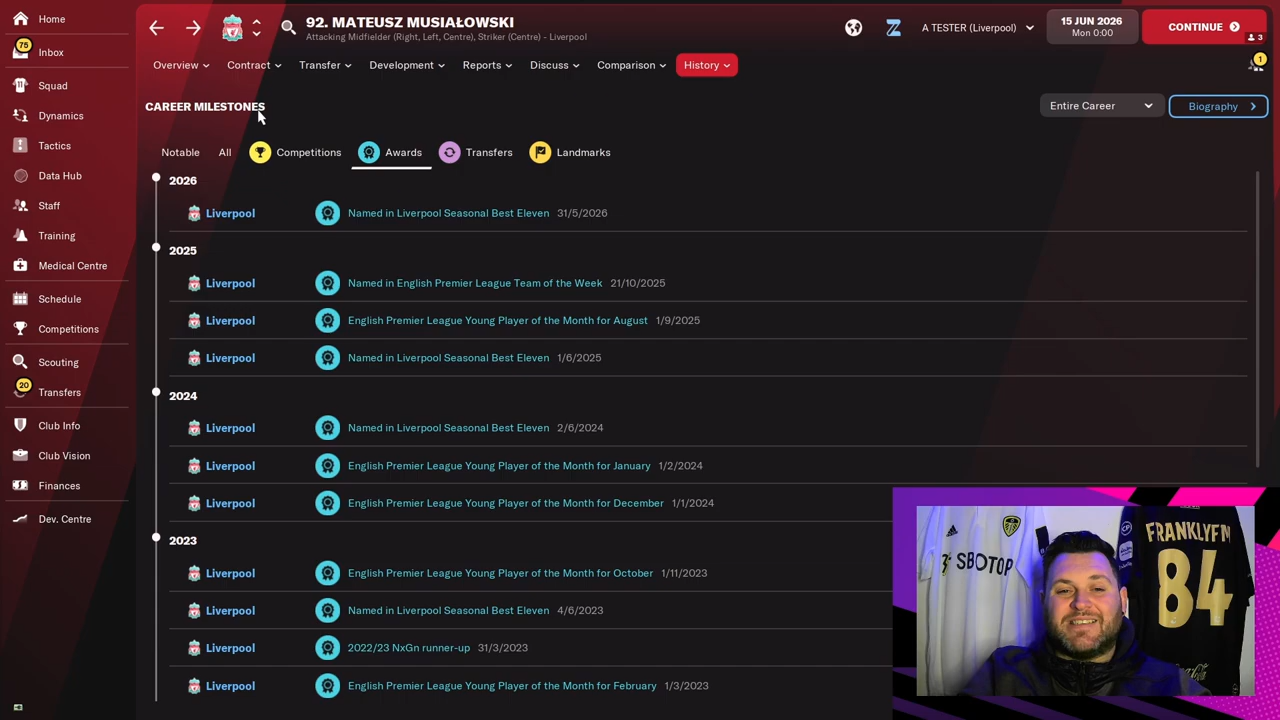 92. MATEUSZ MUSIAŁOWSKI
Attacking Midfielder (Right, Left, Centre), Striker (Centre) - Liverpool
A TESTER (Liverpool)
15 JUN 2026
Mon 0:00
CONTINUE
3
Home
75
Inbox
Squad
Dynamics
Tactics
Data Hub
Staff
Training
Medical Centre
Schedule
Competitions
Scouting
20
Transfers
Club Info
Club Vision
Finances
Dev. Centre
Overview
Contract
Transfer
Development
Reports
Discuss
Comparison
History
1
CAREER MILESTONES
Entire Career
Biography
Notable
All
Competitions
Awards
Transfers
Landmarks
2026
Liverpool Named in Liverpool Seasonal Best Eleven 31/5/2026
2025
Liverpool Named in English Premier League Team of the Week 21/10/2025
Liverpool English Premier League Young Player of the Month for August 1/9/2025
Liverpool Named in Liverpool Seasonal Best Eleven 1/6/2025
2024
Liverpool Named in Liverpool Seasonal Best Eleven 2/6/2024
Liverpool English Premier League Young Player of the Month for January 1/2/2024
Liverpool English Premier League Young Player of the Month for December 1/1/2024
2023
Liverpool English Premier League Young Player of the Month for October 1/11/2023
Liverpool Named in Liverpool Seasonal Best Eleven 4/6/2023
Liverpool 2022/23 NxGn runner-up 31/3/2023
Liverpool English Premier League Young Player of the Month for February 1/3/2023
SBOTOP
FRANKLYFM
84